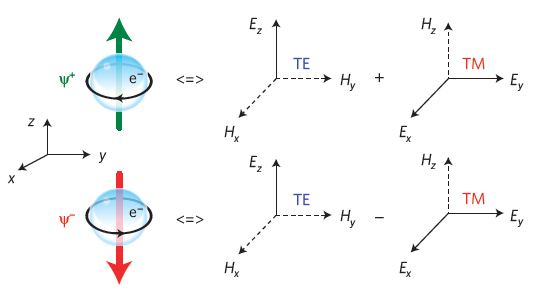 E_z H_z
ψ⁺ e⁻ <=> TE H_y + TM E_y
H_x E_x
z
y
x
E_z H_z
ψ⁻ e⁻ <=> TE H_y − TM E_y
H_x E_x